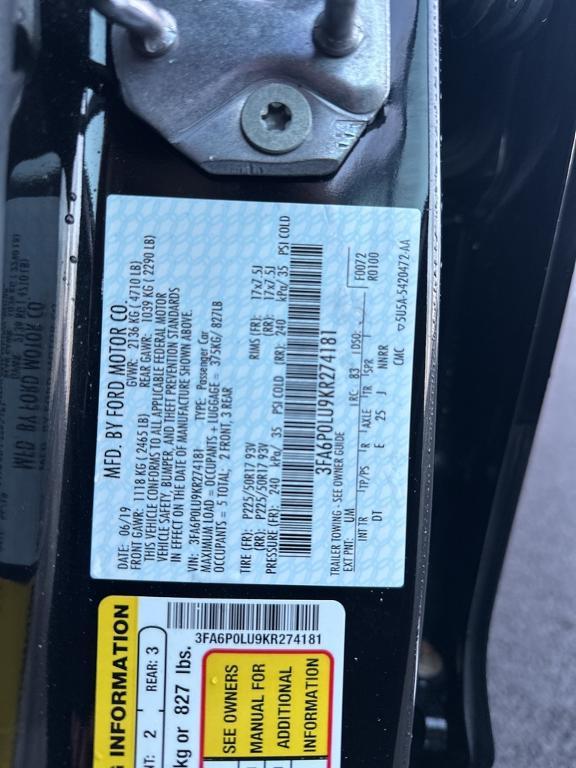 MFD. BY FORD MOTOR CO.
DATE: 06/19 GVWR: 2136 KG ( 4710 LB)
FRONT GAWR: 1118 KG (2465 LB) REAR GAWR: 1039 KG ( 2290 LB)
THIS VEHICLE CONFORMS TO ALL APPLICABLE FEDERAL MOTOR
VEHICLE SAFETY, BUMPER, AND THEFT PREVENTION STANDARDS
IN EFFECT ON THE DATE OF MANUFACTURE SHOWN ABOVE.
VIN: 3FA6P0LU9KR274181 TYPE: Passenger Car
MAXIMUM LOAD = OCCUPANTS + LUGGAGE = 375KG/ 827LB
OCCUPANTS = 5 TOTAL; 2 FRONT, 3 REAR
TIRE (FR): P225/50R17 93V RIMS (FR): 17x7.5J
(RR): P225/50R17 93V (RR): 17x7.5J
PRESSURE (FR): 240 kPa/ 35 PSI COLD (RR): 240 kPa/ 35 PSI COLD
3FA6P0LU9KR274181
F0072
R0100
TRAILER TOWING - SEE OWNER GUIDE
EXT PNT: UM RC: 83 DSO:
INT TR TP/PS R AXLE TR SPR
DT E 25 J NNRR
CMC 5U5A-5420472-AA
3FA6P0LU9KR274181
G INFORMATION
NT: 2 REAR: 3
kg or 827 lbs.
SEE OWNERS
MANUAL FOR
ADDITIONAL
INFORMATION